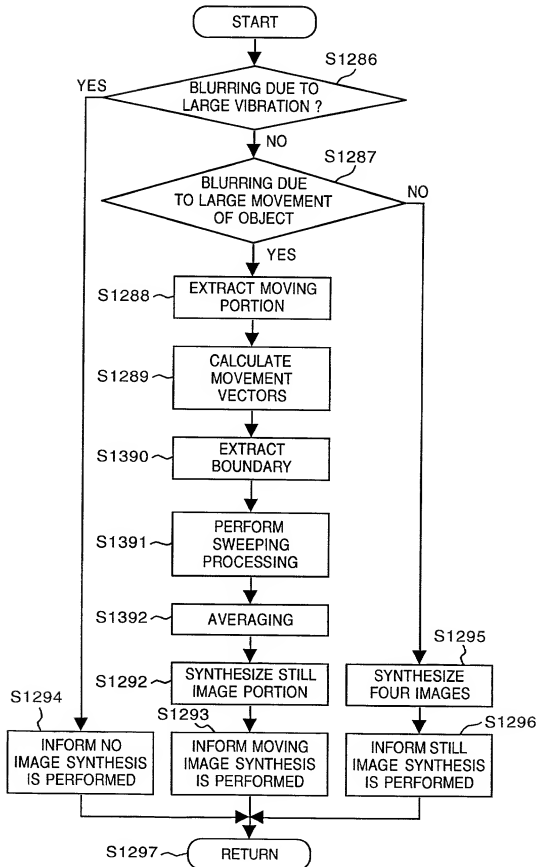 START
S1286
YES
BLURRING DUE TO
LARGE VIBRATION ?
NO
S1287
BLURRING DUE
TO LARGE MOVEMENT
OF OBJECT
NO
YES
S1288
EXTRACT MOVING
PORTION
S1289
CALCULATE
MOVEMENT
VECTORS
S1390
EXTRACT
BOUNDARY
S1391
PERFORM
SWEEPING
PROCESSING
S1392
AVERAGING
S1295
S1292
SYNTHESIZE STILL
IMAGE PORTION
SYNTHESIZE
FOUR IMAGES
S1294
S1293
S1296
INFORM NO
IMAGE SYNTHESIS
IS PERFORMED
INFORM MOVING
IMAGE SYNTHESIS
IS PERFORMED
INFORM STILL
IMAGE SYNTHESIS
IS PERFORMED
S1297
RETURN